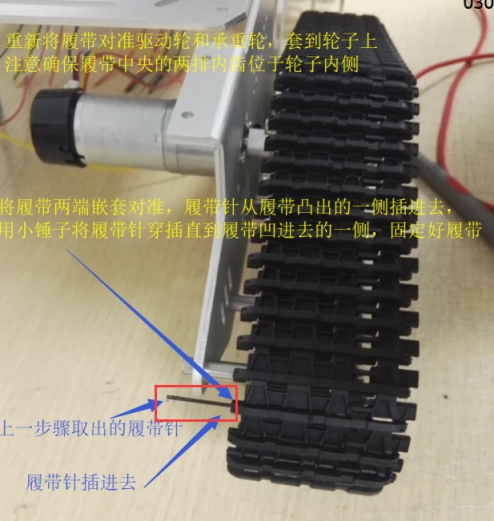 030
重新将履带对准驱动轮和承重轮，套到轮子上
注意确保履带中央的两排内齿位于轮子内侧
将履带两端嵌套对准，履带针从履带凸出的一侧插进去，
用小锤子将履带针穿插直到履带凹进去的一侧，固定好履带
上一步骤取出的履带针
履带针插进去